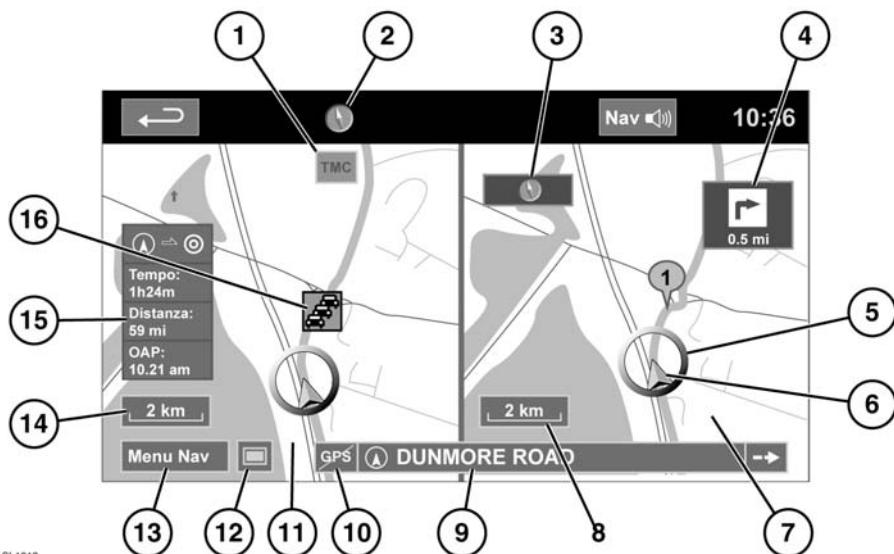 1 2 3 4
Nav 10:36
TMC
16
0.5 mi
Tempo:
1h24m
1
15
Distanza:
59 mi
5
OAP:
10.21 am
14
2 km
2 km
6
Menu Nav
GPS
DUNMORE ROAD
13 12 11 10 9 8 7